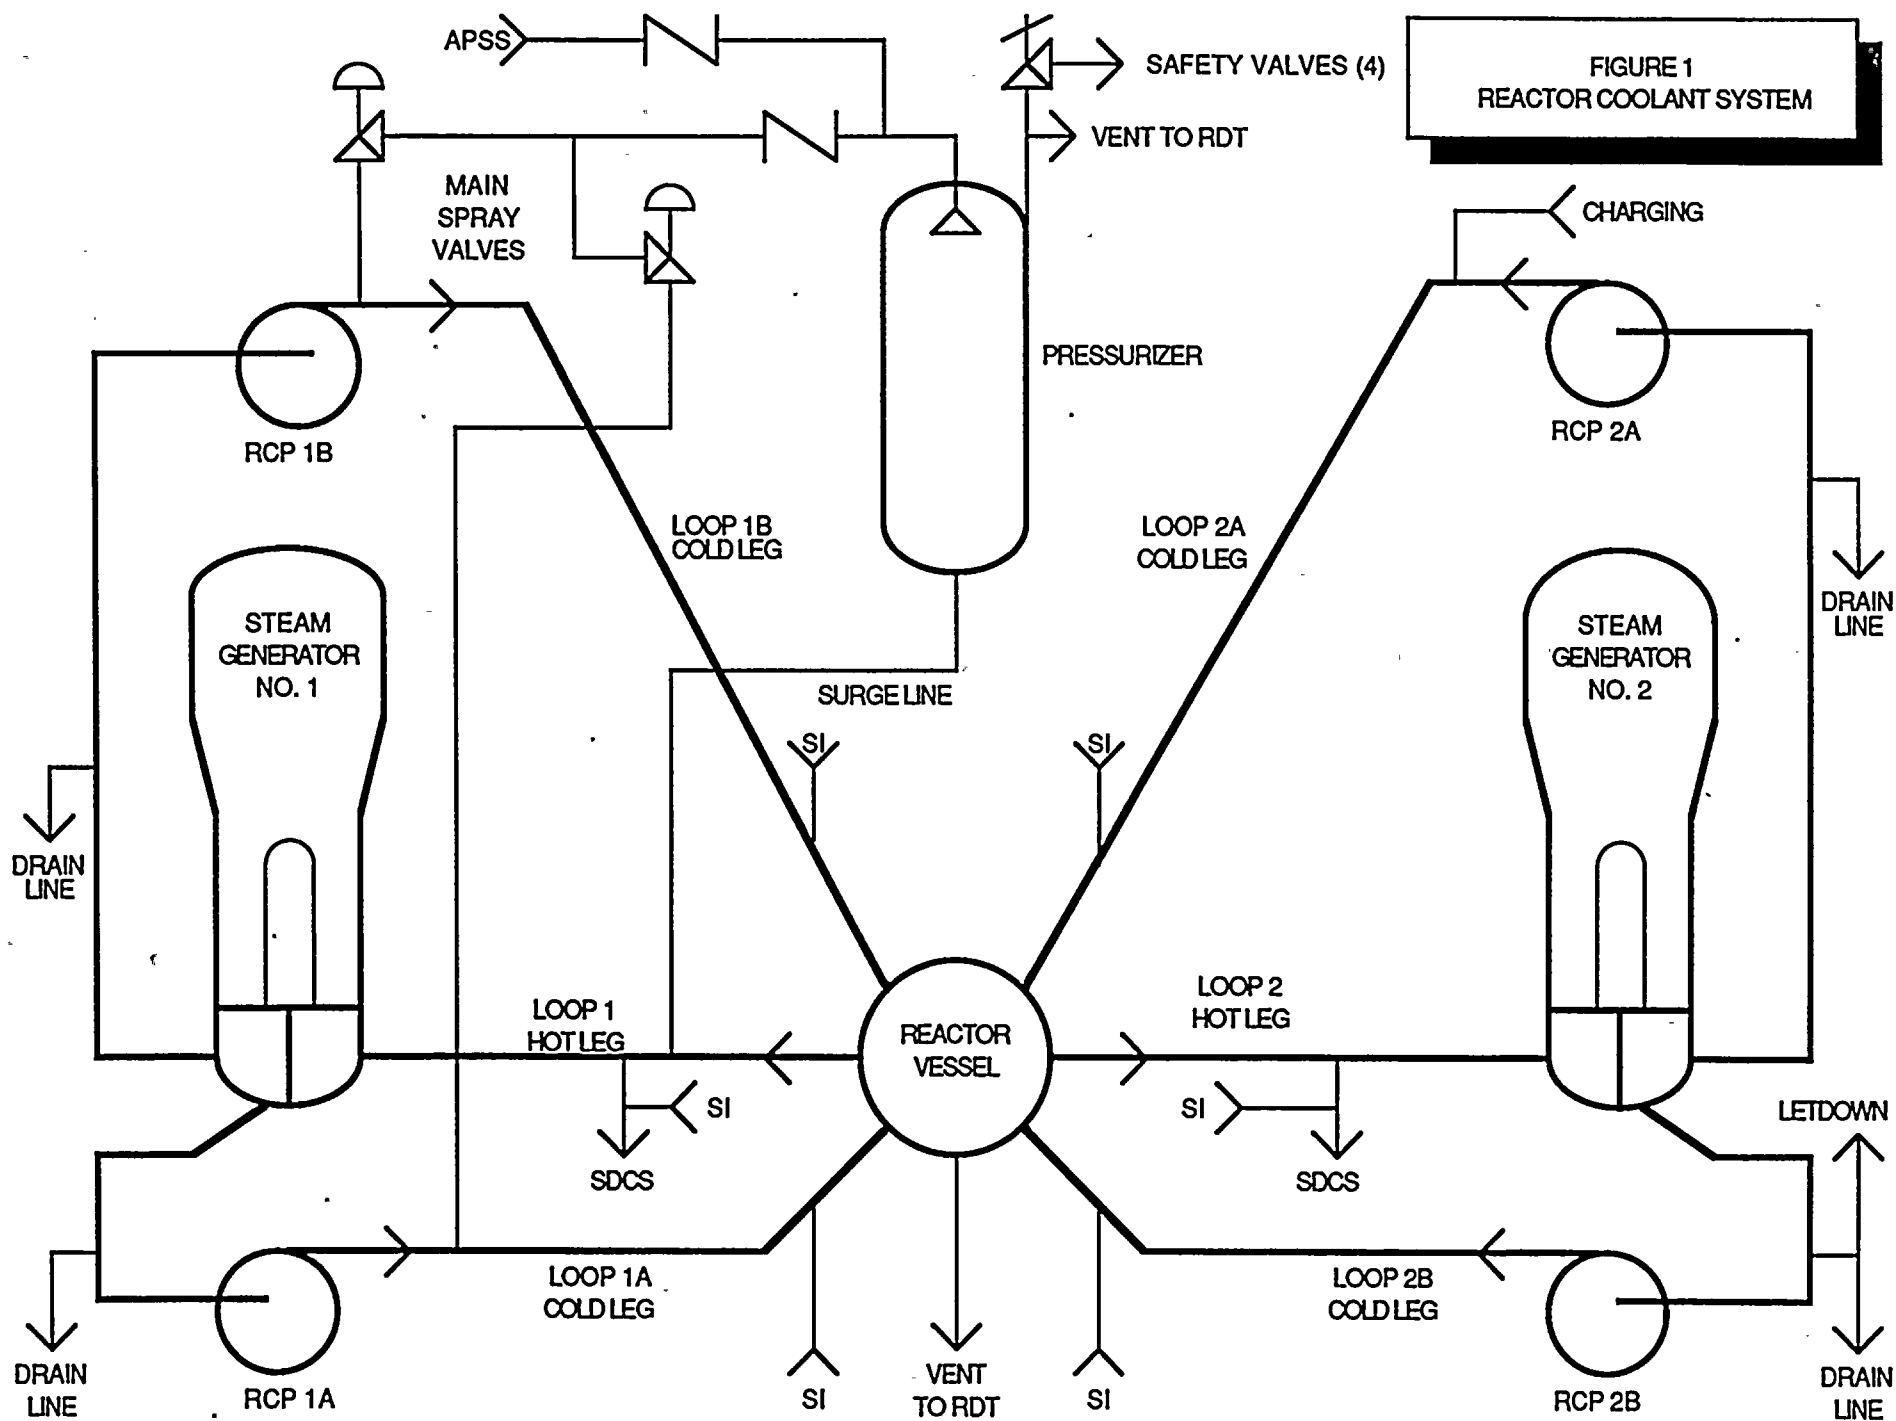 APSS
SAFETY VALVES (4)
FIGURE 1
REACTOR COOLANT SYSTEM
VENT TO RDT
MAIN
SPRAY
VALVES
CHARGING
PRESSURIZER
RCP 1B
RCP 2A
LOOP 1B
COLD LEG
LOOP 2A
COLD LEG
DRAIN
LINE
STEAM
GENERATOR
NO. 1
STEAM
GENERATOR
NO. 2
SURGE LINE
SI
SI
DRAIN
LINE
LOOP 1
HOT LEG
REACTOR
VESSEL
LOOP 2
HOT LEG
SI
SI
LETDOWN
SDCS
SDCS
LOOP 1A
COLD LEG
LOOP 2B
COLD LEG
DRAIN
LINE
RCP 1A
SI
VENT
TO RDT
SI
RCP 2B
DRAIN
LINE